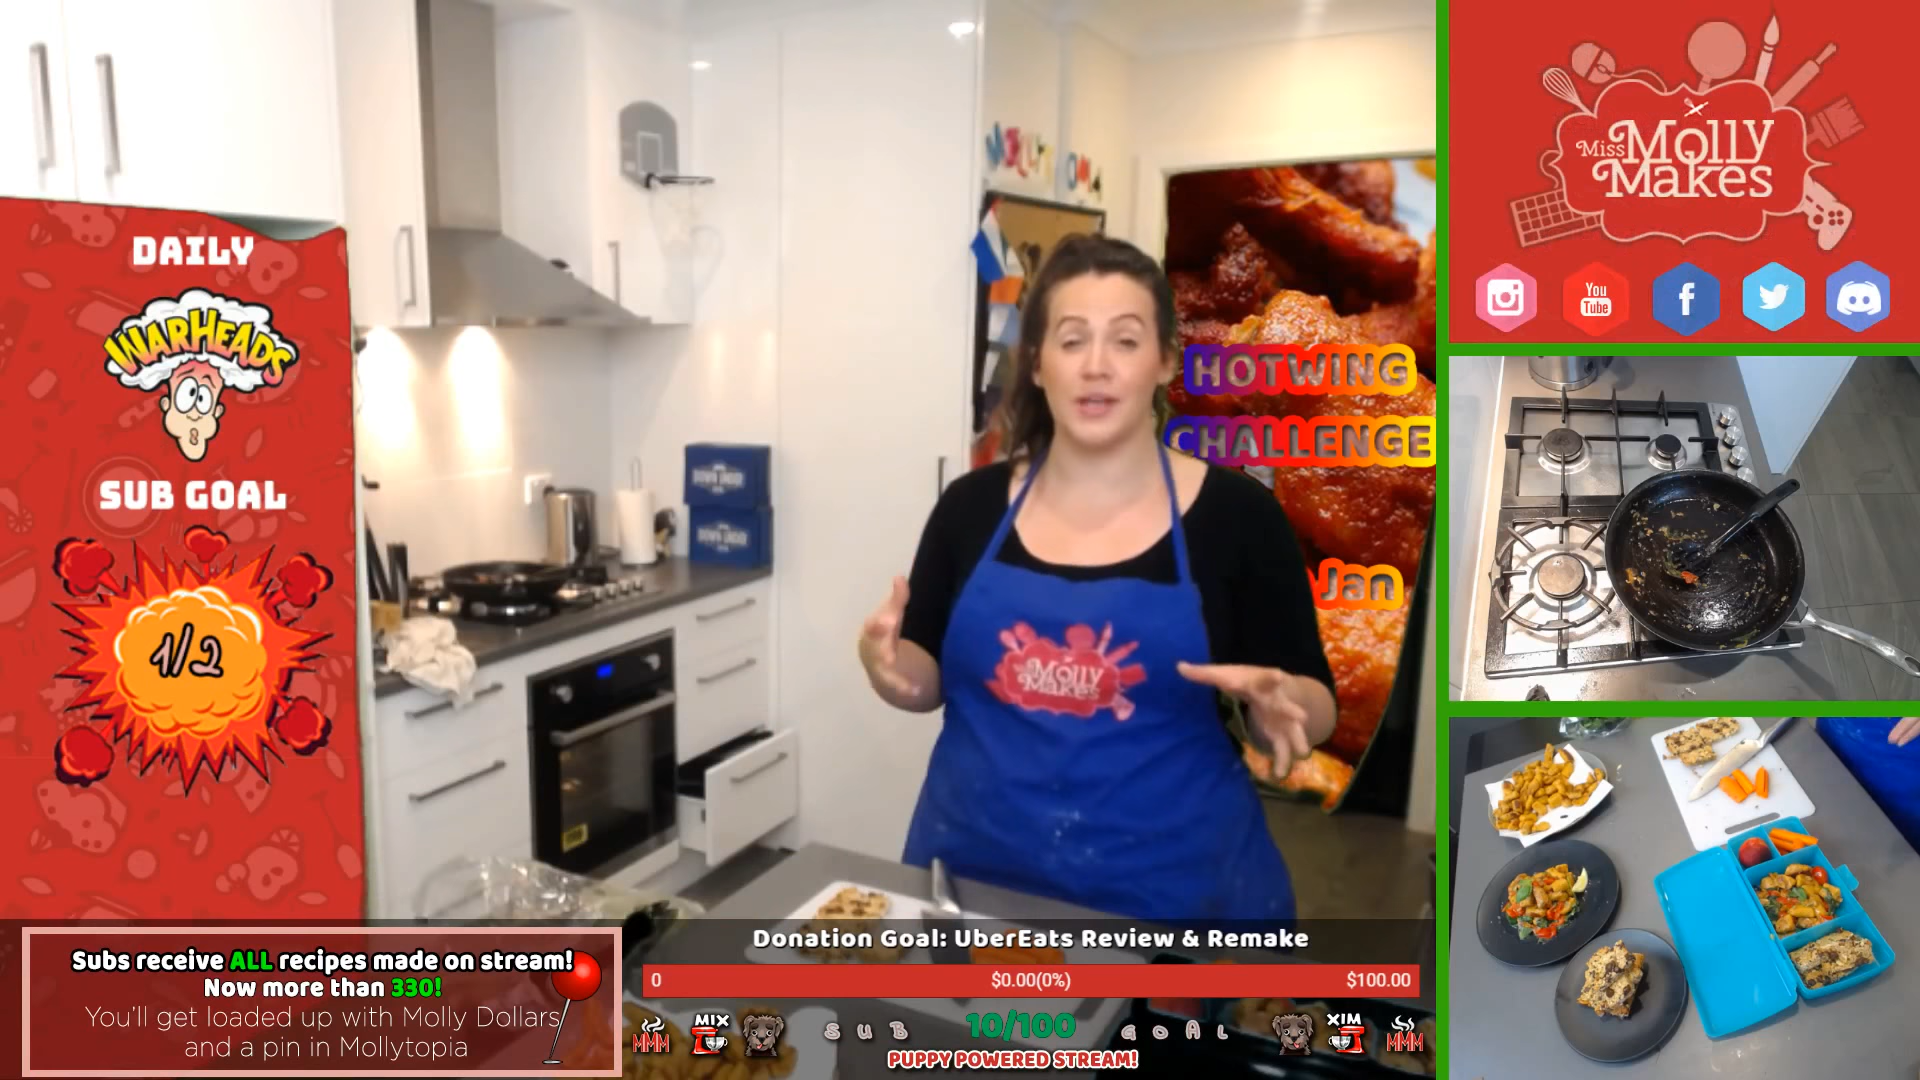 DAILY
WARHEADS
SUB GOAL
1/2
Subs receive ALL recipes made on stream!
Now more than 330!
You'll get loaded up with Molly Dollars
and a pin in Mollytopia
HOTWING
CHALLENGE
Jan
Molly
Makes
Donation Goal: UberEats Review & Remake
0 $0.00(0%) $100.00
MMM MIX SUB 10/100 GOAL XIM MMM
PUPPY POWERED STREAM!
Miss Molly
Makes
You
Tube
f